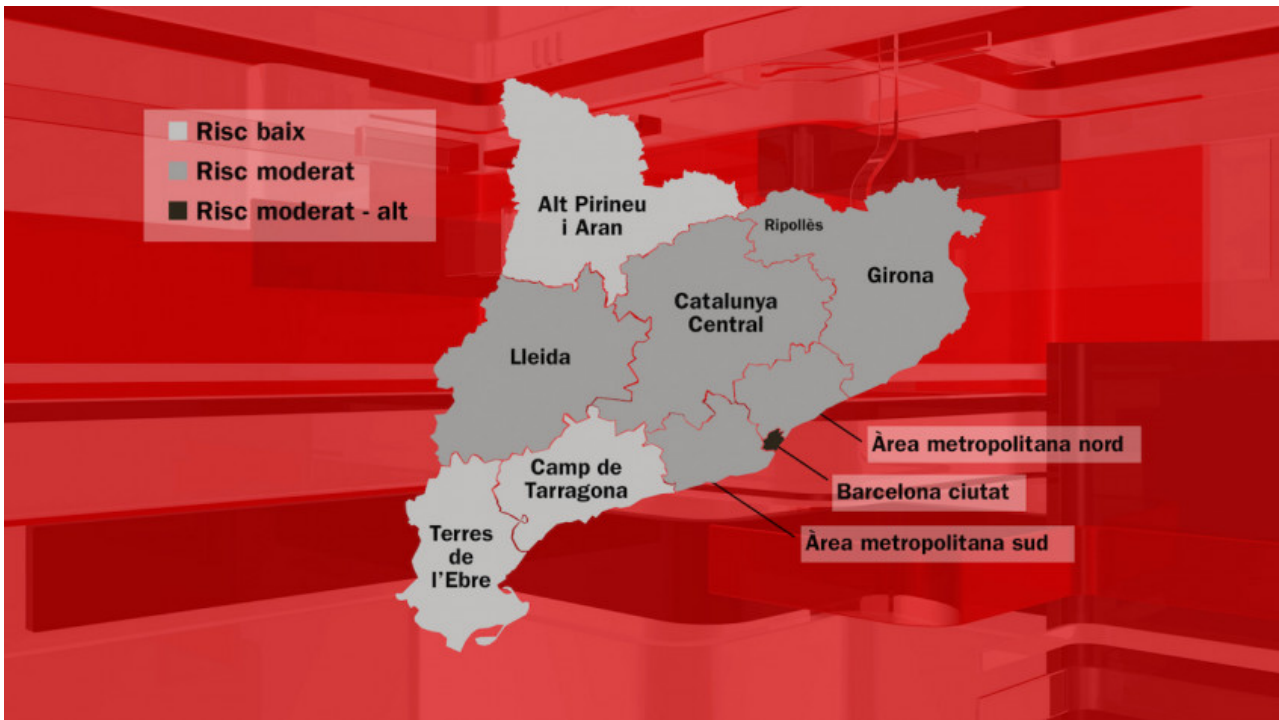 Risc baix
Risc moderat
Risc moderat - alt
Alt Pirineu
i Aran
Ripollès
Girona
Catalunya
Central
Lleida
Àrea metropolitana nord
Camp de
Tarragona
Barcelona ciutat
Terres
de
l'Ebre
Àrea metropolitana sud